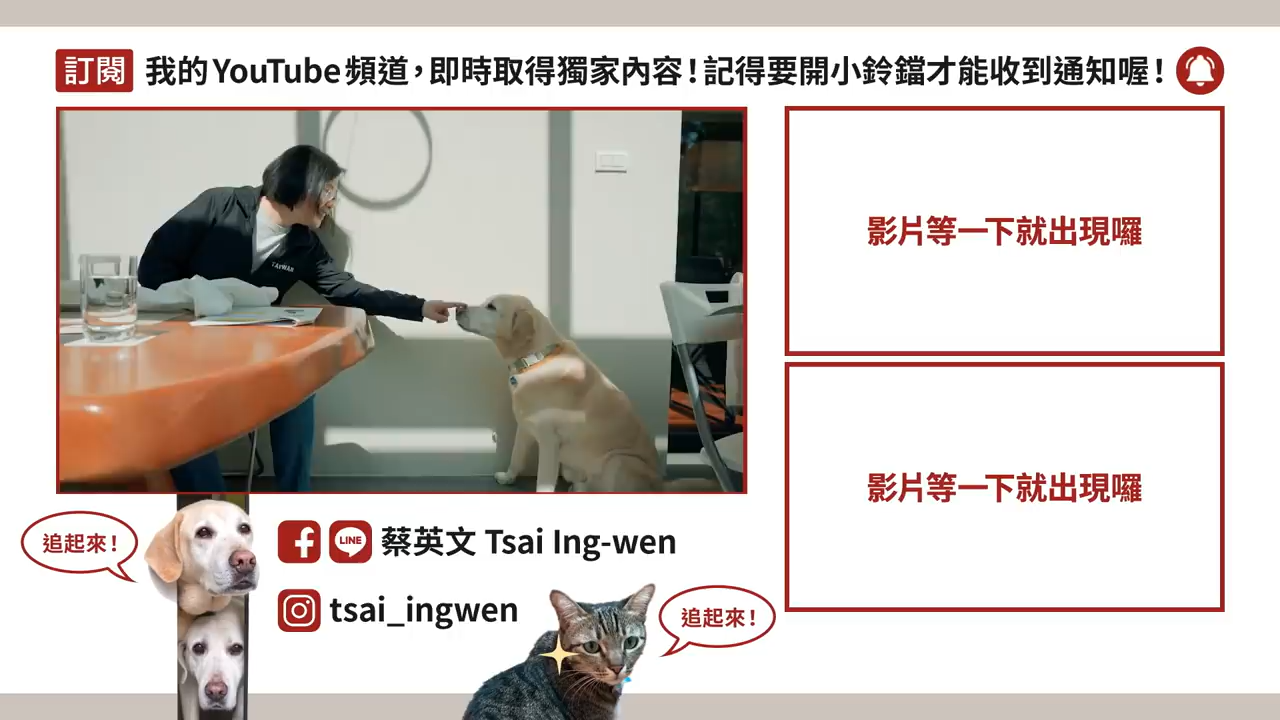 訂閱 我的YouTube頻道,即時取得獨家內容!記得要開小鈴鐺才能收到通知喔!
TAIWAN
影片等一下就出現囉
影片等一下就出現囉
追起來!
LINE 蔡英文 Tsai Ing-wen
tsai_ingwen
追起來!